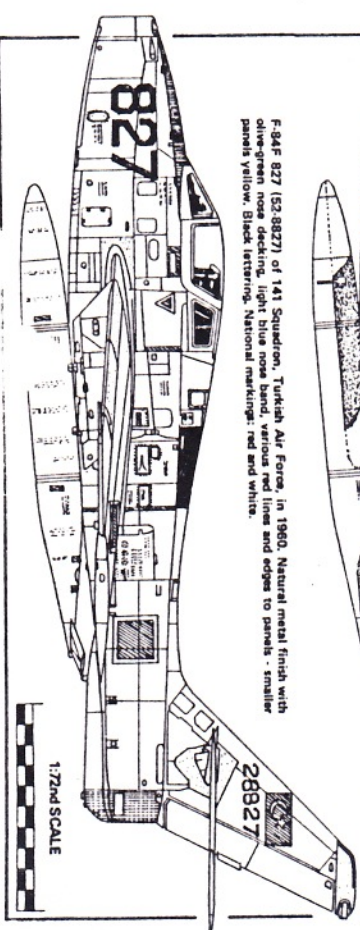 F-84F 827 (53-8827) of 141 Squadron, Turkish Air Force, in 1960. Natural metal finish with
olive-green nose decking, light blue nose band, various red lines and edges to panels - smaller
panels yellow. Black lettering. National markings: red and white.
827
28827
1:72nd SCALE